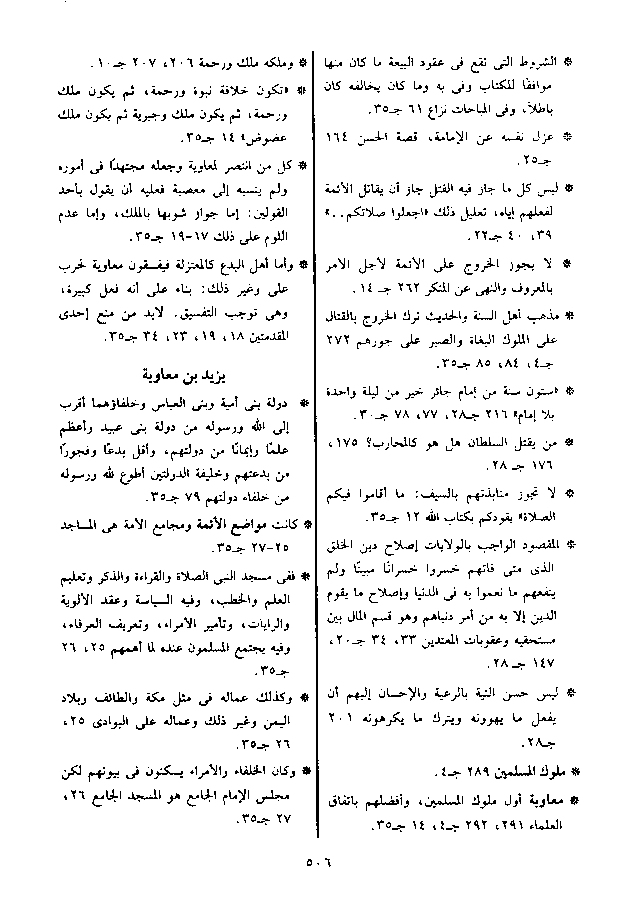 * الشروط التى تقع فى عقود البيعة ما كان منها
موافقًا للكتاب وفى به وما كان يخالفه كان
باطلاً، وفى المباحات نزاع ٦١ جـ٣٥.
* عزل نفسه عن الإمامة، قصة الحسن ١٦٤
جـ٢٥.
* ليس كل ما جاز فيه القتل جاز أن يقاتل الأئمة
لفعلهم إياه، تعليل ذلك «اجعلوا صلاتكم..»
٣٩، ٤٠ جـ٢٢.
* لا يجوز الخروج على الأئمة لأجل الأمر
بالمعروف والنهى عن المنكر ٢٦٢ جـ ١٤.
* مذهب أهل السنة والحديث ترك الخروج بالقتال
على الملوك البغاة والصبر على جورهم ٢٧٢
جـ٤، ٨٤، ٨٥ جـ٣٥.
* «ستون سنة من إمام جائر خير من ليلة واحدة
بلا إمام» ٢١٦ جـ٢٨، ٧٧، ٧٨ جـ٣٠.
* من يقتل السلطان هل هو كالمحارب؟ ١٧٥،
١٧٦ جـ ٢٨.
* لا تجوز منابذتهم بالسيف: ما أقاموا فيكم
الصلاة» يقودكم بكتاب الله ١٢ جـ٣٥.
* المقصود الواجب بالولايات إصلاح دين الخلق
الذى متى فاتهم خسروا خسرانًا مبينًا ولم
ينفعهم ما نعموا به فى الدنيا وإصلاح ما يقوم
الدين إلا به من أمر دنياهم وهو قسم المال بين
مستحقيه وعقوبات المعتدين ٣٣، ٣٤ جـ٢٠،
١٤٧ جـ ٢٨.
* ليس حسن النية بالرعية والإحسان إليهم أن
يفعل ما يهوونه ويترك ما يكرهونه ٢٠١
جـ٢٨.
* ملوك المسلمين ٢٨٩ جـ٤.
* معاوية أول ملوك المسلمين، وأفضلهم باتفاق
العلماء ٢٩١، ٢٩٢ جـ٤، ١٤ جـ٣٥.
* وملكه ملك ورحمة ٢٠٦، ٢٠٧ جـ١٠.
* «تكون خلافة نبوة ورحمة، ثم يكون ملك
ورحمة، ثم يكون ملك وجبرية ثم يكون ملك
عضوض» ١٤ جـ٣٥.
* كل من انتصر لمعاوية وجعله مجتهدًا فى أموره
ولم ينسبه إلى معصية فعليه أن يقول بأحد
القولين: إما جواز شوبها بالملك، وإما عدم
اللوم على ذلك ١٧-١٩ جـ٣٥.
* وأما أهل البدع كالمعتزلة فيفسقون معاوية لحرب
على وغير ذلك: بناء على أنه فعل كبيرة،
وهى توجب التفسيق. لابد من منع إحدى
المقدمتين ١٨، ١٩، ٢٣، ٣٤ جـ٣٥.
يزيد بن معاوية
* دولة بنى أمية وبنى العباس وخلفاؤهما أقرب
إلى الله ورسوله من دولة بنى عبيد وأعظم
علمًا وإيمانًا من دولتهم، وأقل بدعًا وفجورًا
من بدعتهم وخليفة الدولتين أطوع لله ورسوله
من خلفاء دولتهم ٧٩ جـ٣٥.
* كانت مواضع الأئمة ومجامع الأمة هى المساجد
٢٥-٢٧ جـ٣٥.
* ففى مسجد النبى الصلاة والقراءة والذكر وتعليم
العلم والخطب، وفيه السياسة وعقد الألوية
والرايات، وتأمير الأمراء، وتعريف العرفاء،
وفيه يجتمع المسلمون عنده لما أهمهم ٢٥، ٢٦
جـ٣٥.
* وكذلك عماله فى مثل مكة والطائف وبلاد
اليمن وغير ذلك وعماله على البوادى ٢٥،
٢٦ جـ٣٥.
* وكان الخلفاء والأمراء يسكنون فى بيوتهم لكن
مجلس الإمام الجامع هو المسجد الجامع ٢٦،
٢٧ جـ٣٥.
٥٠٦